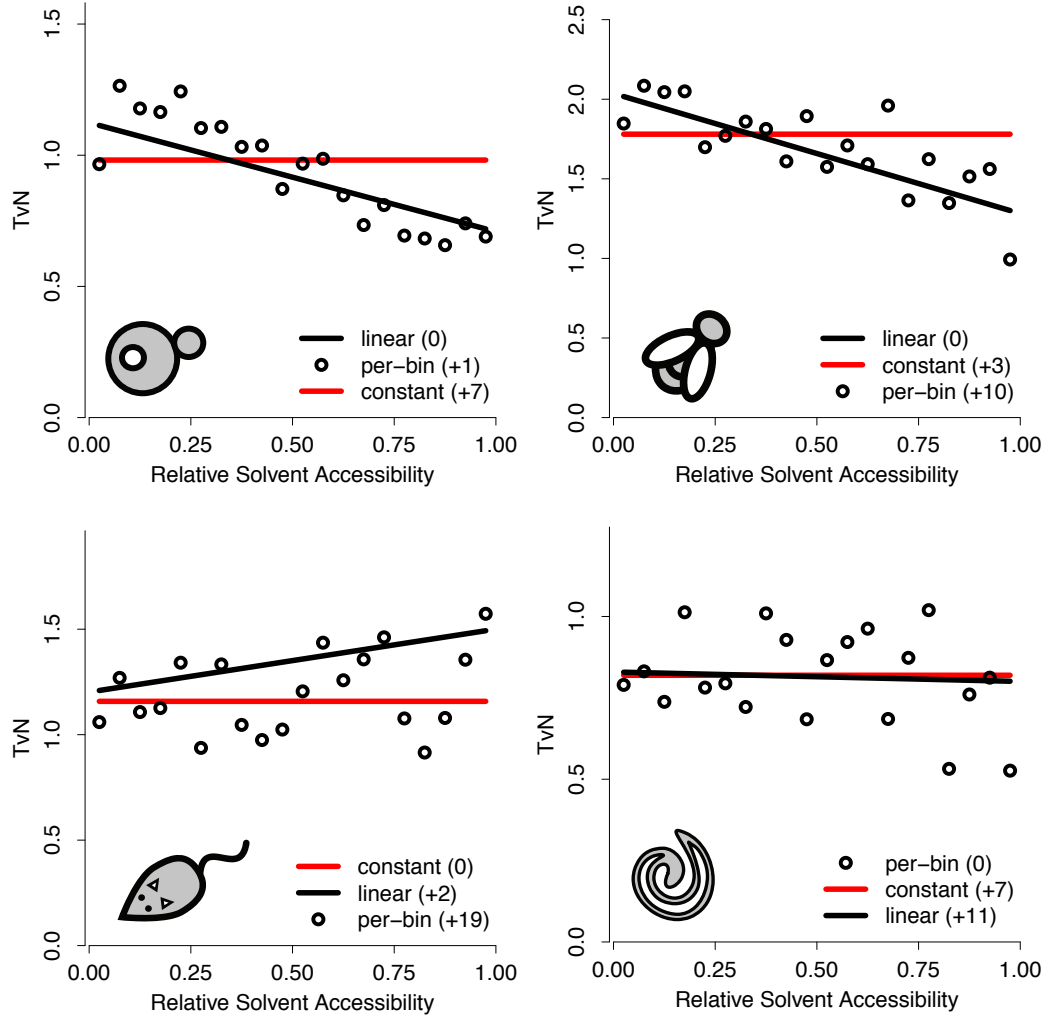 1.5
1.0
0.5
0.0
TvN
linear (0)
per−bin (+1)
constant (+7)
0.00 0.25 0.50 0.75 1.00
Relative Solvent Accessibility
2.5
2.0
1.5
1.0
0.5
0.0
TvN
linear (0)
constant (+3)
per−bin (+10)
0.00 0.25 0.50 0.75 1.00
Relative Solvent Accessibility
1.5
1.0
0.5
0.0
TvN
constant (0)
linear (+2)
per−bin (+19)
0.00 0.25 0.50 0.75 1.00
Relative Solvent Accessibility
1.0
0.5
0.0
TvN
per−bin (0)
constant (+7)
linear (+11)
0.00 0.25 0.50 0.75 1.00
Relative Solvent Accessibility